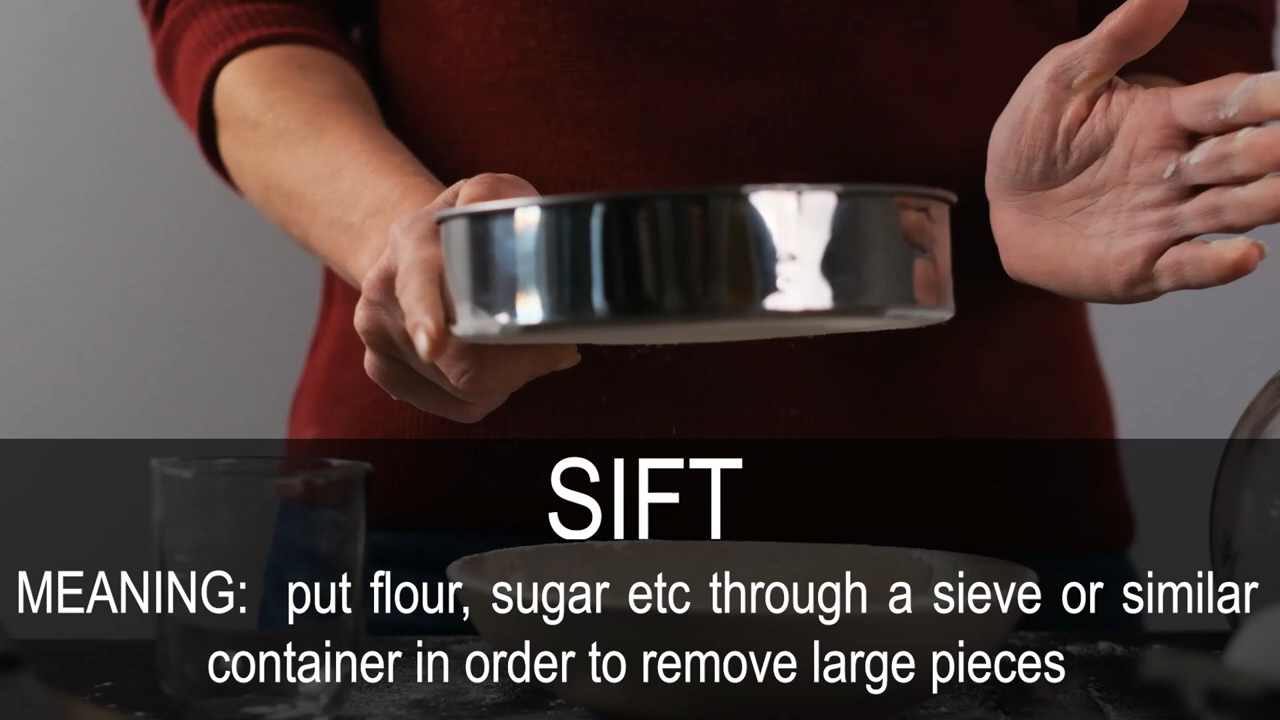 SIFT
MEANING: put flour, sugar etc through a sieve or similar
container in order to remove large pieces